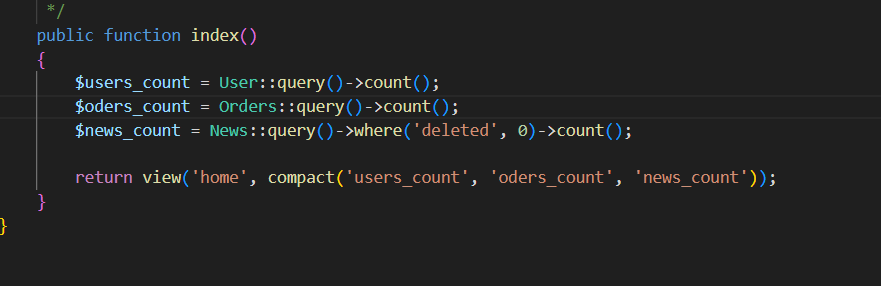 */
public function index()
{
$users_count = User::query()->count();
$oders_count = Orders::query()->count();
$news_count = News::query()->where('deleted', 0)->count();
return view('home', compact('users_count', 'oders_count', 'news_count'));
}
}